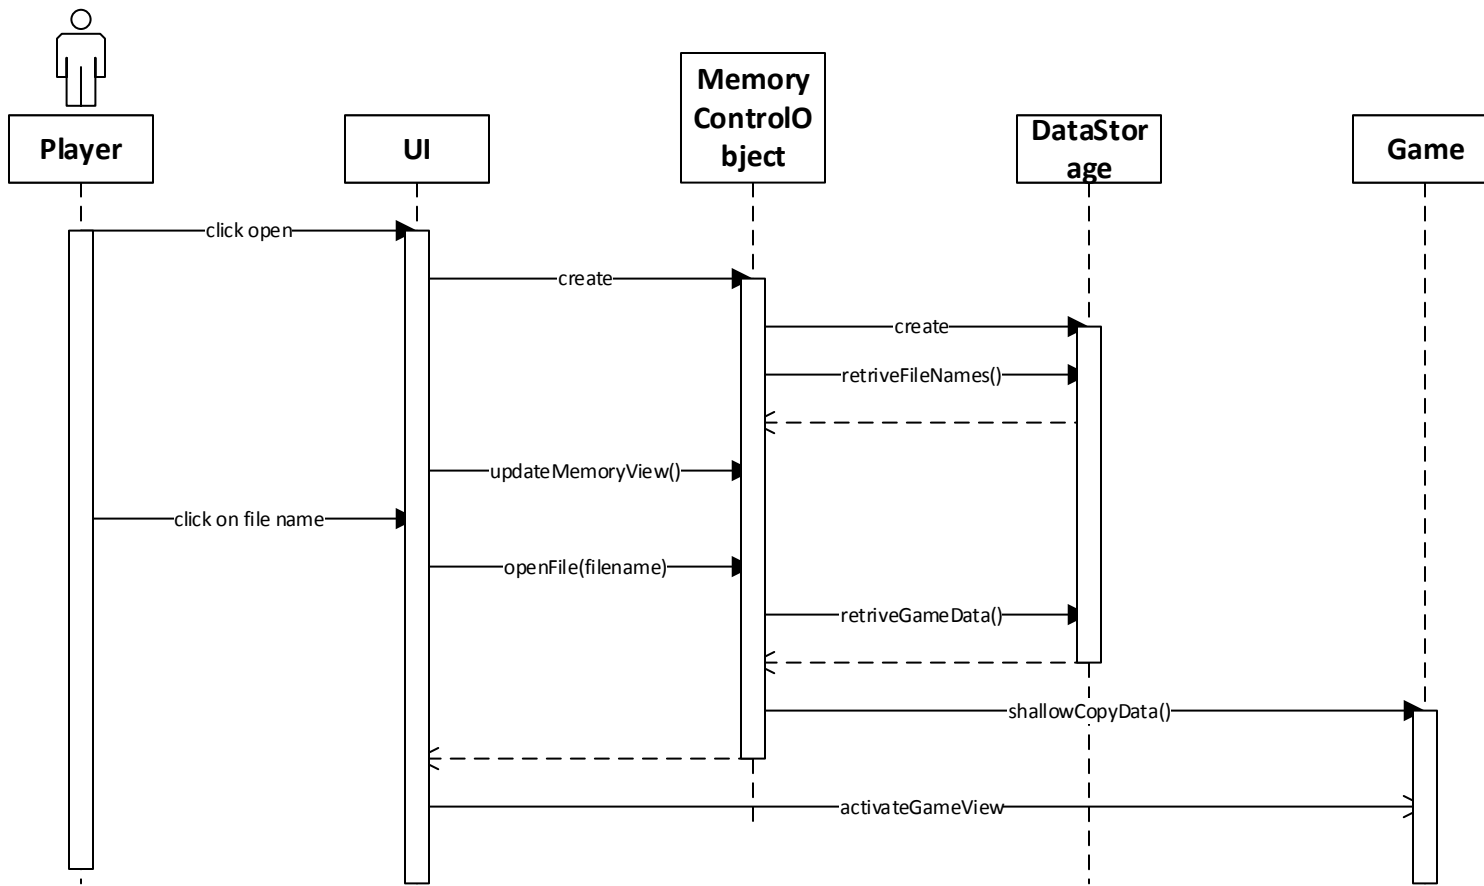 Player
UI
Memory
ControlO
bject
DataStor
age
Game
click open
create
create
retriveFileNames()
updateMemoryView()
click on file name
openFile(filename)
retriveGameData()
shallowCopyData()
activateGameView